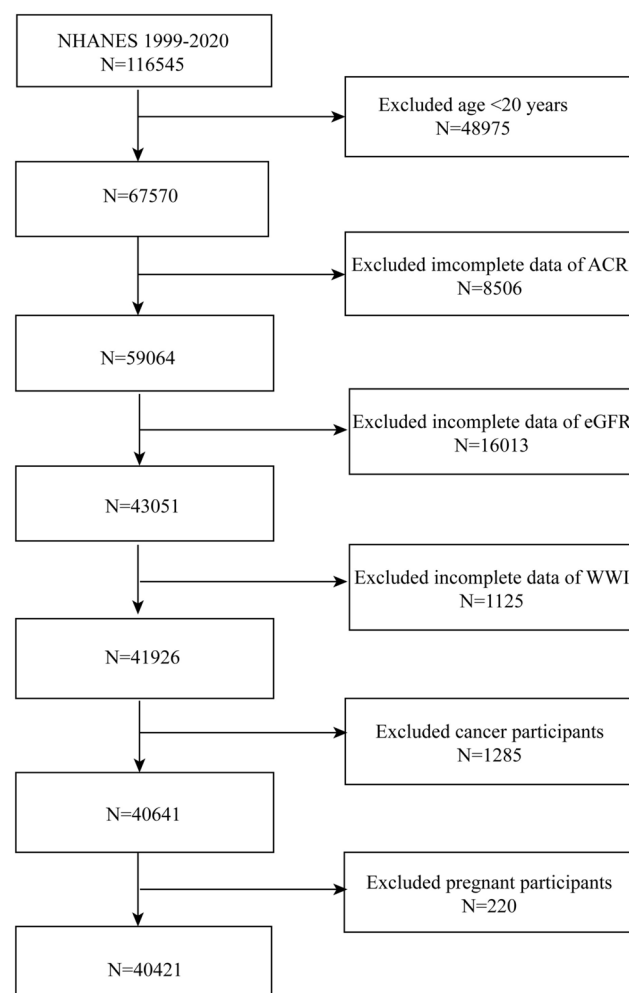 NHANES 1999-2020
N=116545
Excluded age <20 years
N=48975
N=67570
Excluded imcomplete data of ACR
N=8506
N=59064
Excluded incomplete data of eGFR
N=16013
N=43051
Excluded incomplete data of WWI
N=1125
N=41926
Excluded cancer participants
N=1285
N=40641
Excluded pregnant participants
N=220
N=40421